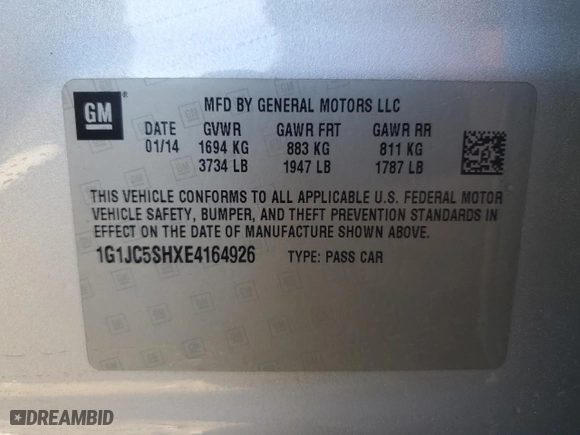 GM
MFD BY GENERAL MOTORS LLC
DATE GVWR GAWR FRT GAWR RR
01/14 1694 KG 883 KG 811 KG
3734 LB 1947 LB 1787 LB
THIS VEHICLE CONFORMS TO ALL APPLICABLE U.S. FEDERAL MOTOR
VEHICLE SAFETY, BUMPER, AND THEFT PREVENTION STANDARDS IN
EFFECT ON THE DATE OF MANUFACTURE SHOWN ABOVE.
1G1JC5SHXE4164926 TYPE: PASS CAR
DREAMBID